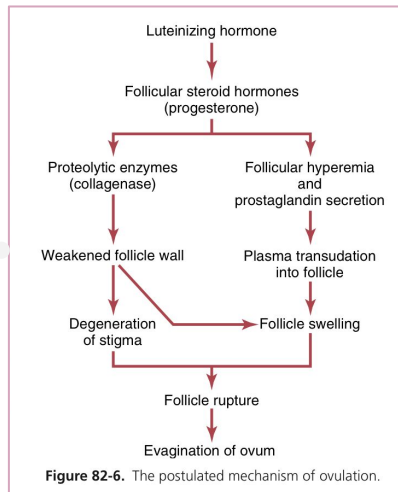 Luteinizing hormone
Follicular steroid hormones
(progesterone)
Proteolytic enzymes
(collagenase)
Follicular hyperemia
and
prostaglandin secretion
Weakened follicle wall
Plasma transudation
into follicle
Degeneration
of stigma
Follicle swelling
Follicle rupture
Evagination of ovum
Figure 82-6. The postulated mechanism of ovulation.